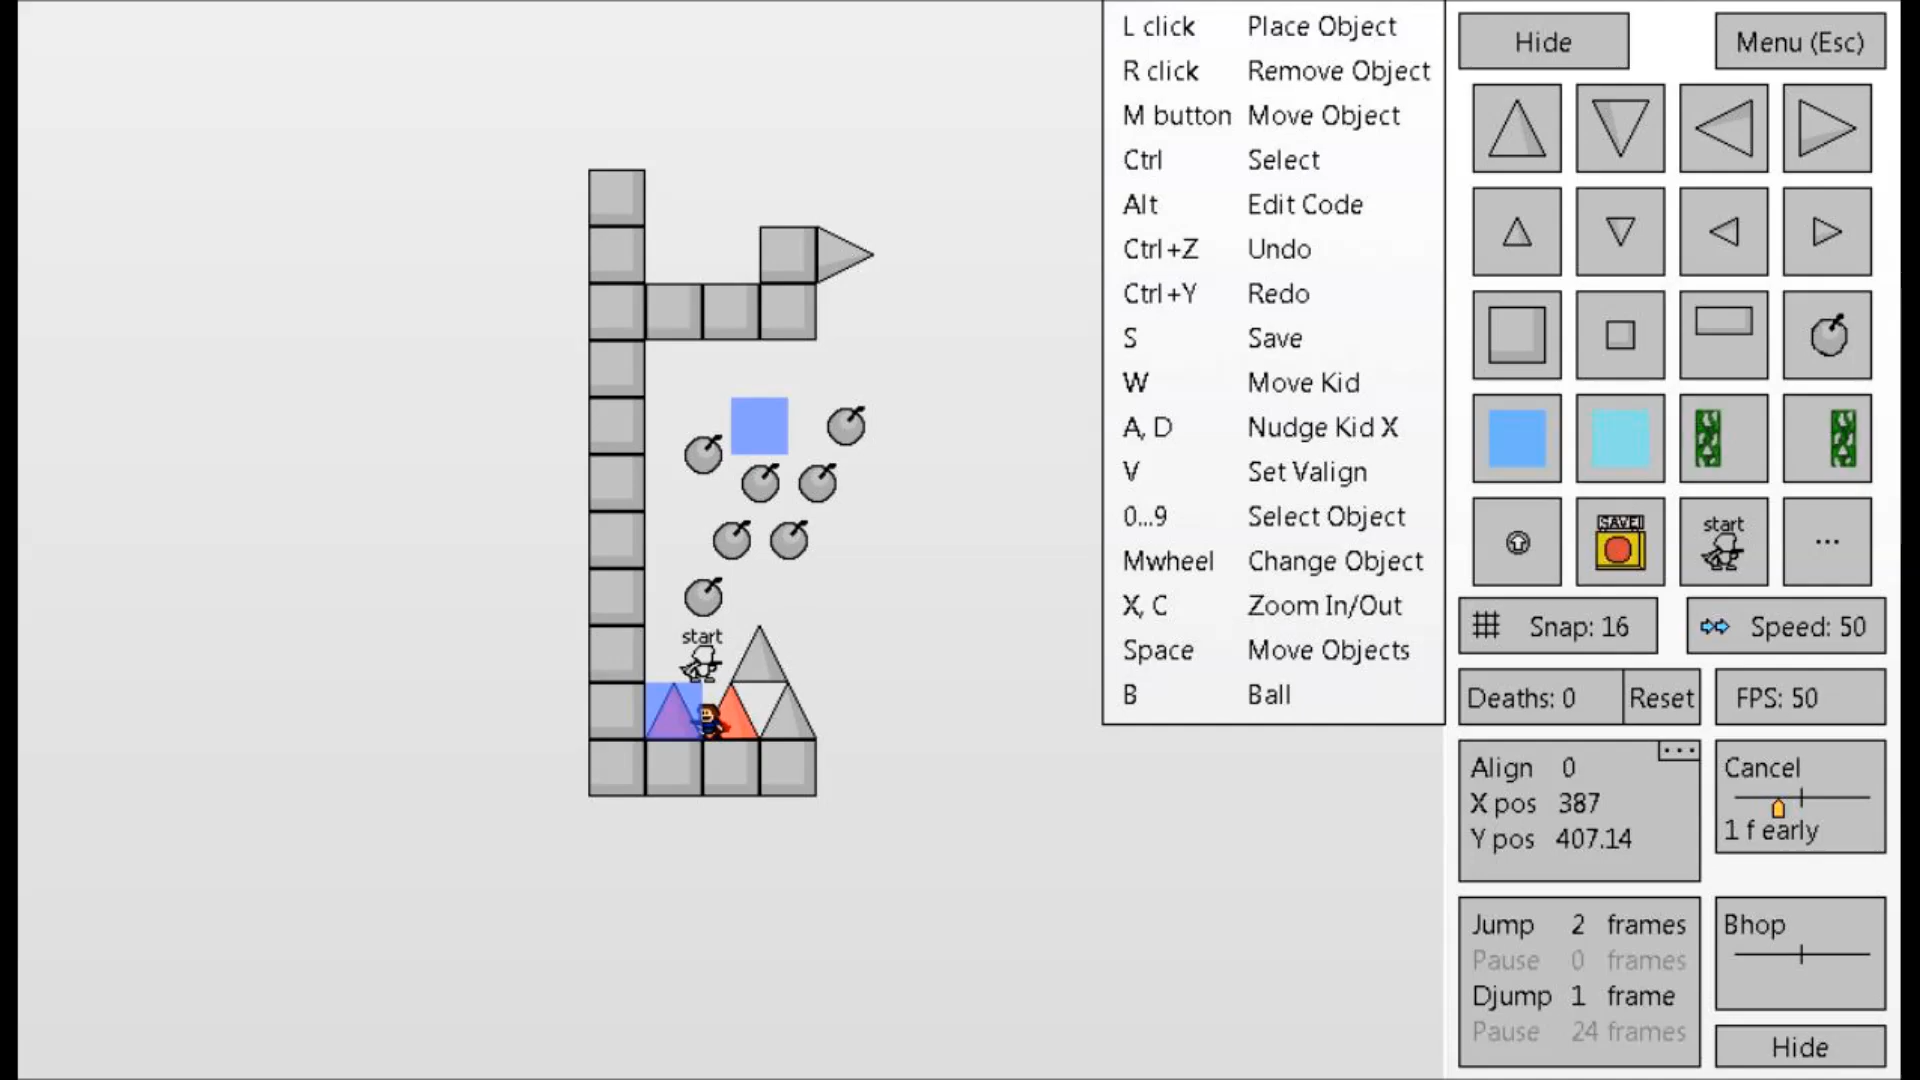 L click Place Object
R click Remove Object
M button Move Object
Ctrl Select
Alt Edit Code
Ctrl+Z Undo
Ctrl+Y Redo
S Save
W Move Kid
A, D Nudge Kid X
V Set Valign
0...9 Select Object
Mwheel Change Object
X, C Zoom In/Out
Space Move Objects
B Ball
Hide
Menu (Esc)
SAVE!
start
...
Snap: 16
Speed: 50
Deaths: 0
Reset
FPS: 50
...
Align 0
X pos 387
Y pos 407.14
Cancel
1 f early
Jump 2 frames
Pause 0 frames
Djump 1 frame
Pause 24 frames
Bhop
Hide
start